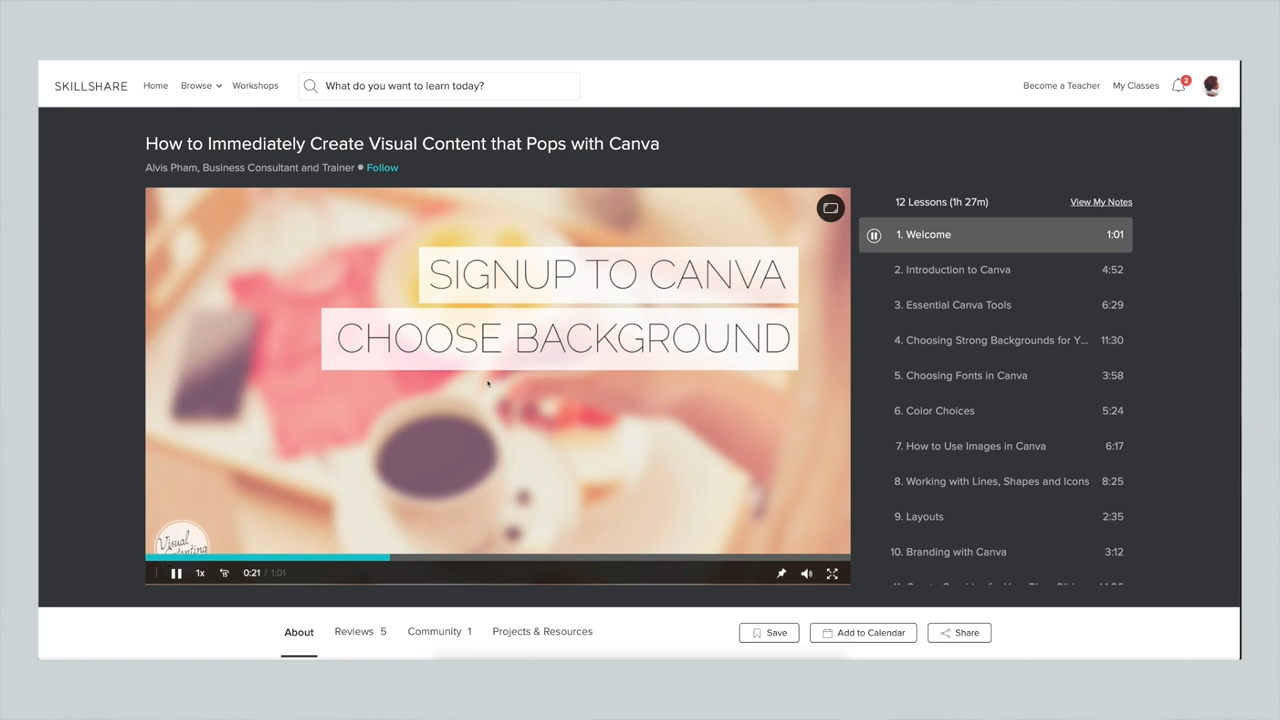 SKILLSHARE Home Browse Workshops What do you want to learn today? Become a Teacher My Classes 2
How to Immediately Create Visual Content that Pops with Canva
Alvis Pham, Business Consultant and Trainer • Follow
SIGNUP TO CANVA
CHOOSE BACKGROUND
Visual
1x 15 0:21 / 1:01
12 Lessons (1h 27m) View My Notes
1. Welcome 1:01
2. Introduction to Canva 4:52
3. Essential Canva Tools 6:29
4. Choosing Strong Backgrounds for Y... 11:30
5. Choosing Fonts in Canva 3:58
6. Color Choices 5:24
7. How to Use Images in Canva 6:17
8. Working with Lines, Shapes and Icons 8:25
9. Layouts 2:35
10. Branding with Canva 3:12
About Reviews 5 Community 1 Projects & Resources Save Add to Calendar Share